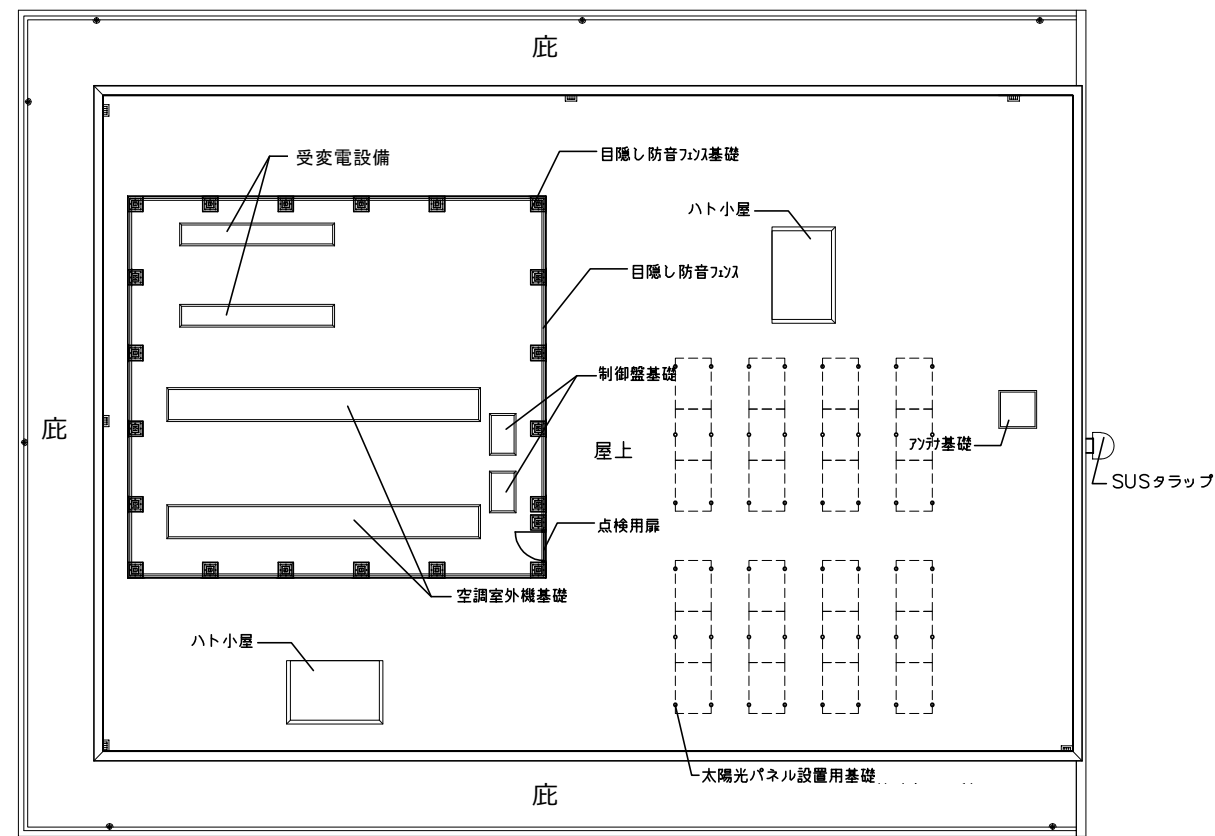 庇
受変電設備
目隠し防音ﾌｪﾝｽ基礎
ハト小屋
目隠し防音ﾌｪﾝｽ
制御盤基礎
庇
屋上
ｱﾝﾃﾅ基礎
SUSタラップ
点検用扉
空調室外機基礎
ハト小屋
太陽光パネル設置用基礎
庇